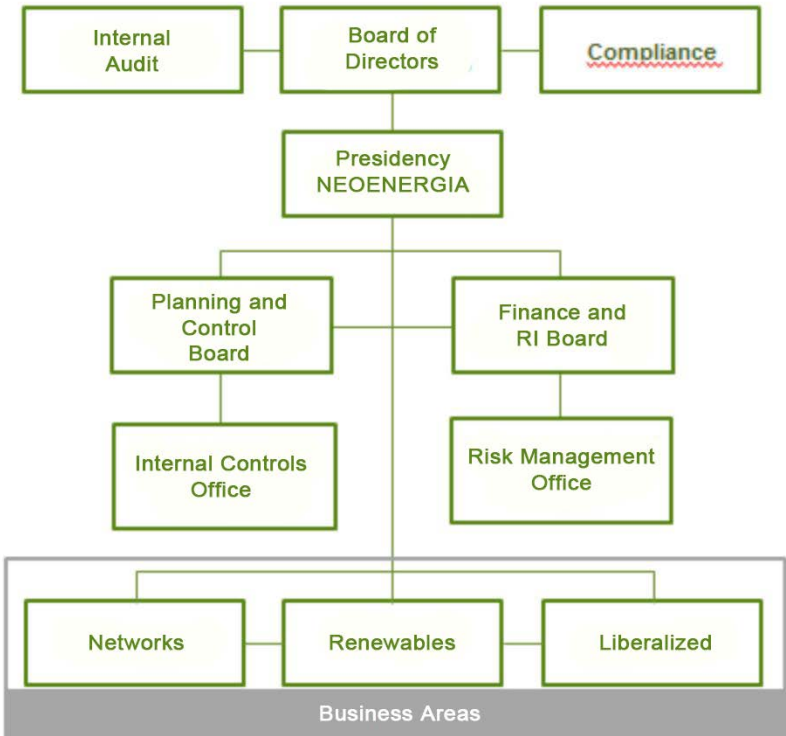 Internal
Audit
Board of
Directors
Compliance
Presidency
NEOENERGIA
Planning and
Control
Board
Finance and
RI Board
Internal Controls
Office
Risk Management
Office
Networks
Renewables
Liberalized
Business Areas